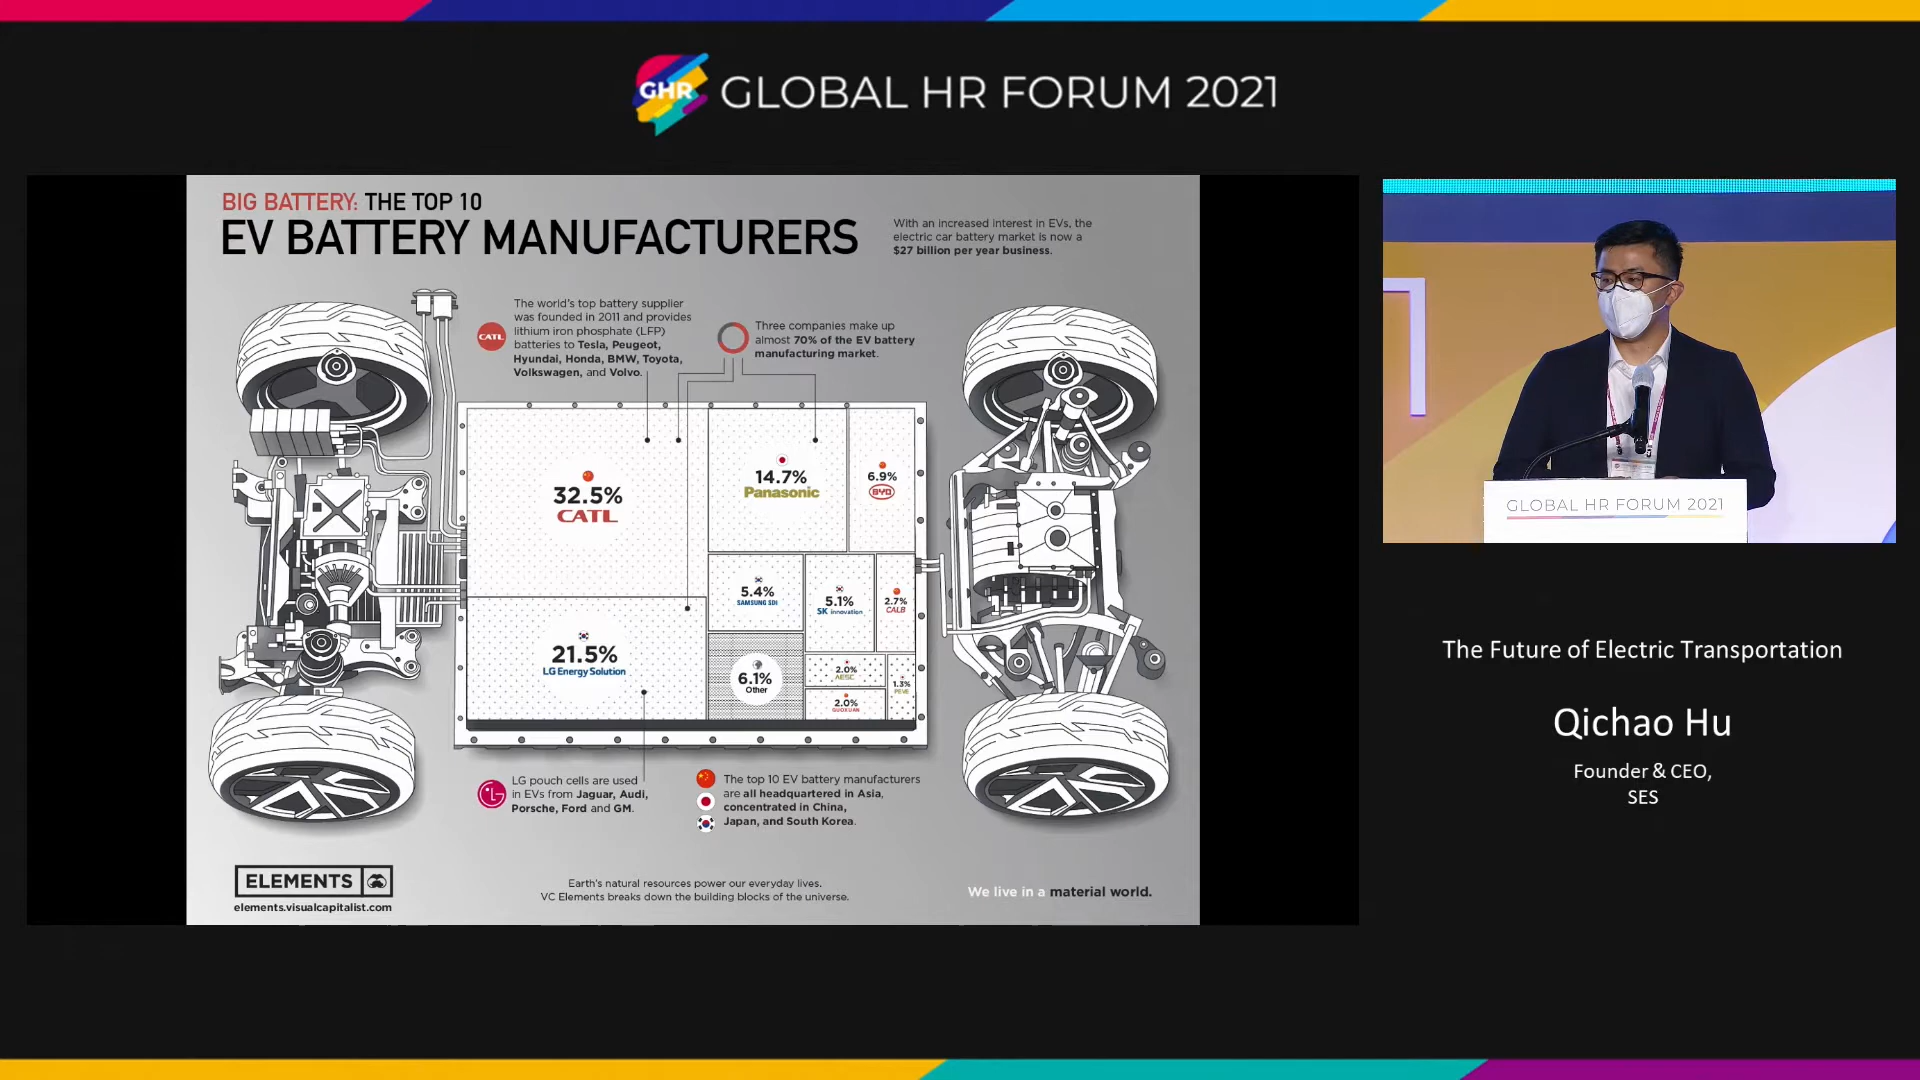 GHR GLOBAL HR FORUM 2021
BIG BATTERY: THE TOP 10
EV BATTERY MANUFACTURERS
With an increased interest in EVs, the
electric car battery market is now a
$27 billion per year business.
CATL
The world's top battery supplier
was founded in 2011 and provides
lithium iron phosphate (LFP)
batteries to Tesla, Peugeot,
Hyundai, Honda, BMW, Toyota,
Volkswagen, and Volvo.
Three companies make up
almost 70% of the EV battery
manufacturing market.
32.5%
CATL
14.7%
Panasonic
6.9%
BYD
21.5%
LG Energy Solution
5.4%
SAMSUNG SDI
5.1%
SK innovation
2.7%
CALB
6.1%
Other
2.0%
AESC
2.0%
GUOXUAN
1.3%
PEVE
LG pouch cells are used
in EVs from Jaguar, Audi,
Porsche, Ford and GM.
The top 10 EV battery manufacturers
are all headquartered in Asia,
concentrated in China,
Japan, and South Korea.
ELEMENTS
elements.visualcapitalist.com
Earth's natural resources power our everyday lives.
VC Elements breaks down the building blocks of the universe.
We live in a material world.
GLOBAL HR FORUM 2021
The Future of Electric Transportation
Qichao Hu
Founder & CEO,
SES